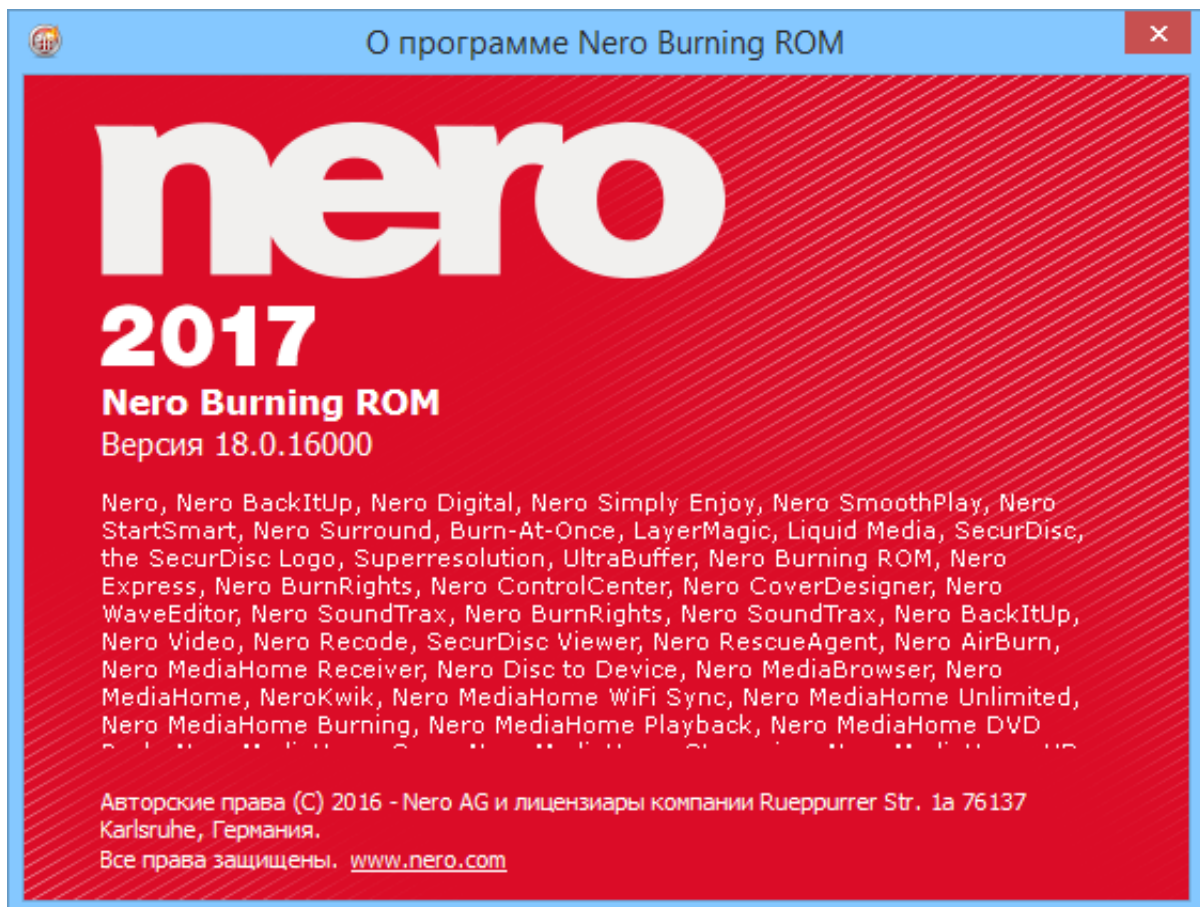 О программе Nero Burning ROM
nero
2017
Nero Burning ROM
Версия 18.0.16000
Nero, Nero BackItUp, Nero Digital, Nero Simply Enjoy, Nero SmoothPlay, Nero
StartSmart, Nero Surround, Burn-At-Once, LayerMagic, Liquid Media, SecurDisc,
the SecurDisc Logo, Superresolution, UltraBuffer, Nero Burning ROM, Nero
Express, Nero BurnRights, Nero ControlCenter, Nero CoverDesigner, Nero
WaveEditor, Nero SoundTrax, Nero BurnRights, Nero SoundTrax, Nero BackItUp,
Nero Video, Nero Recode, SecurDisc Viewer, Nero RescueAgent, Nero AirBurn,
Nero MediaHome Receiver, Nero Disc to Device, Nero MediaBrowser, Nero
MediaHome, NeroKwik, Nero MediaHome WiFi Sync, Nero MediaHome Unlimited,
Nero MediaHome Burning, Nero MediaHome Playback, Nero MediaHome DVD
Авторские права (C) 2016 - Nero AG и лицензиары компании Rueppurrer Str. 1a 76137
Karlsruhe, Германия.
Все права защищены. www.nero.com